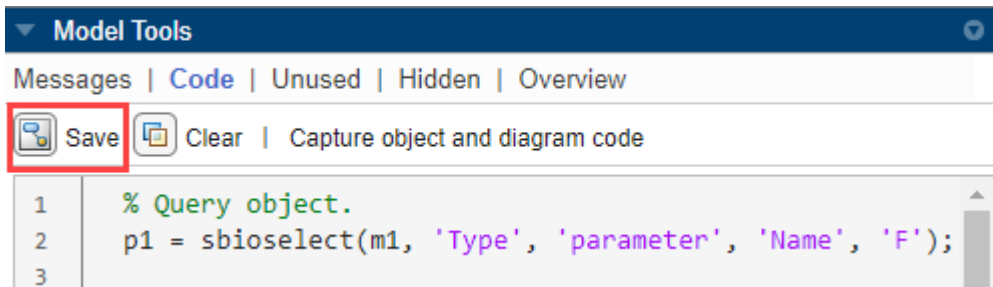 Model Tools
Messages | Code | Unused | Hidden | Overview
Save Clear | Capture object and diagram code
1 % Query object.
2 p1 = sbioselect(m1, 'Type', 'parameter', 'Name', 'F');
3